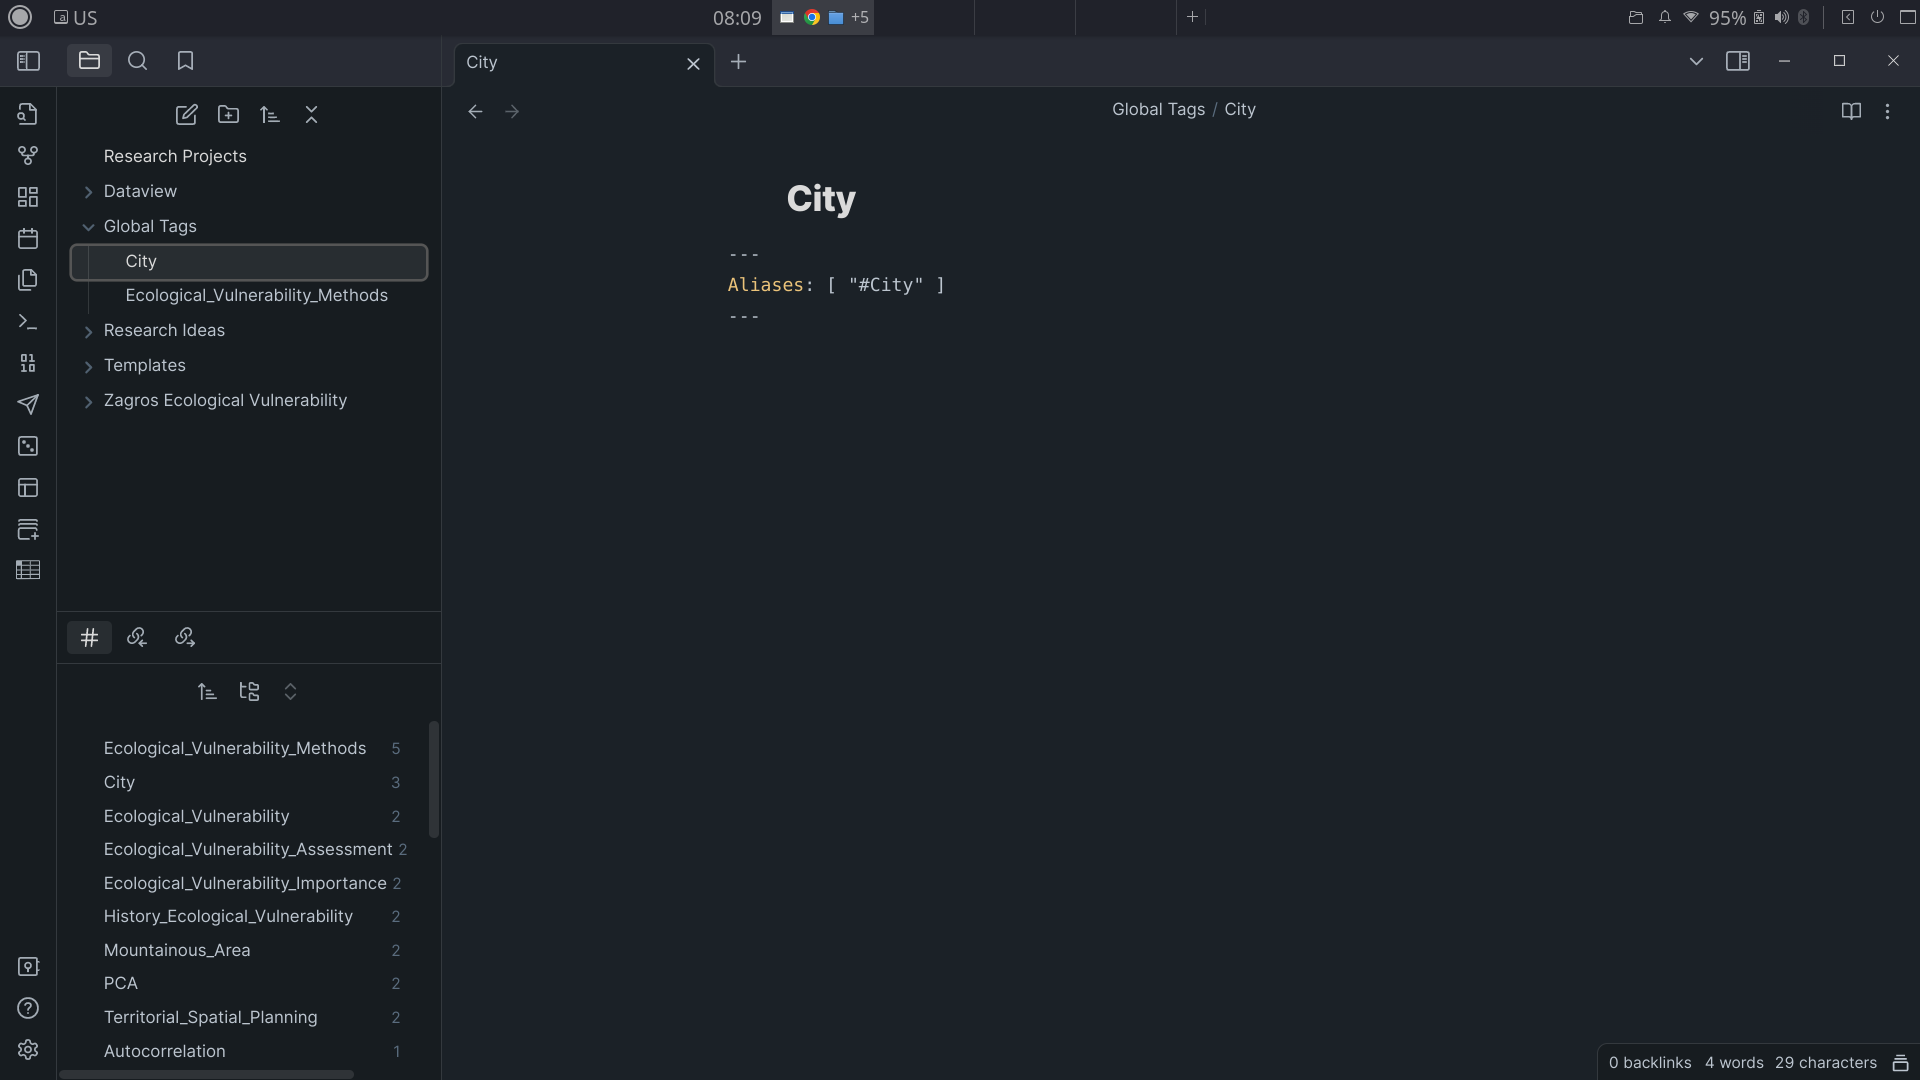 US
08:09
+5
95%
City
Global Tags / City
Research Projects
Dataview
Global Tags
City
Ecological_Vulnerability_Methods
Research Ideas
Templates
Zagros Ecological Vulnerability
City
---
Aliases: [ "#City" ]
---
Ecological_Vulnerability_Methods 5
City 3
Ecological_Vulnerability 2
Ecological_Vulnerability_Assessment 2
Ecological_Vulnerability_Importance 2
History_Ecological_Vulnerability 2
Mountainous_Area 2
PCA 2
Territorial_Spatial_Planning 2
Autocorrelation 1
0 backlinks 4 words 29 characters